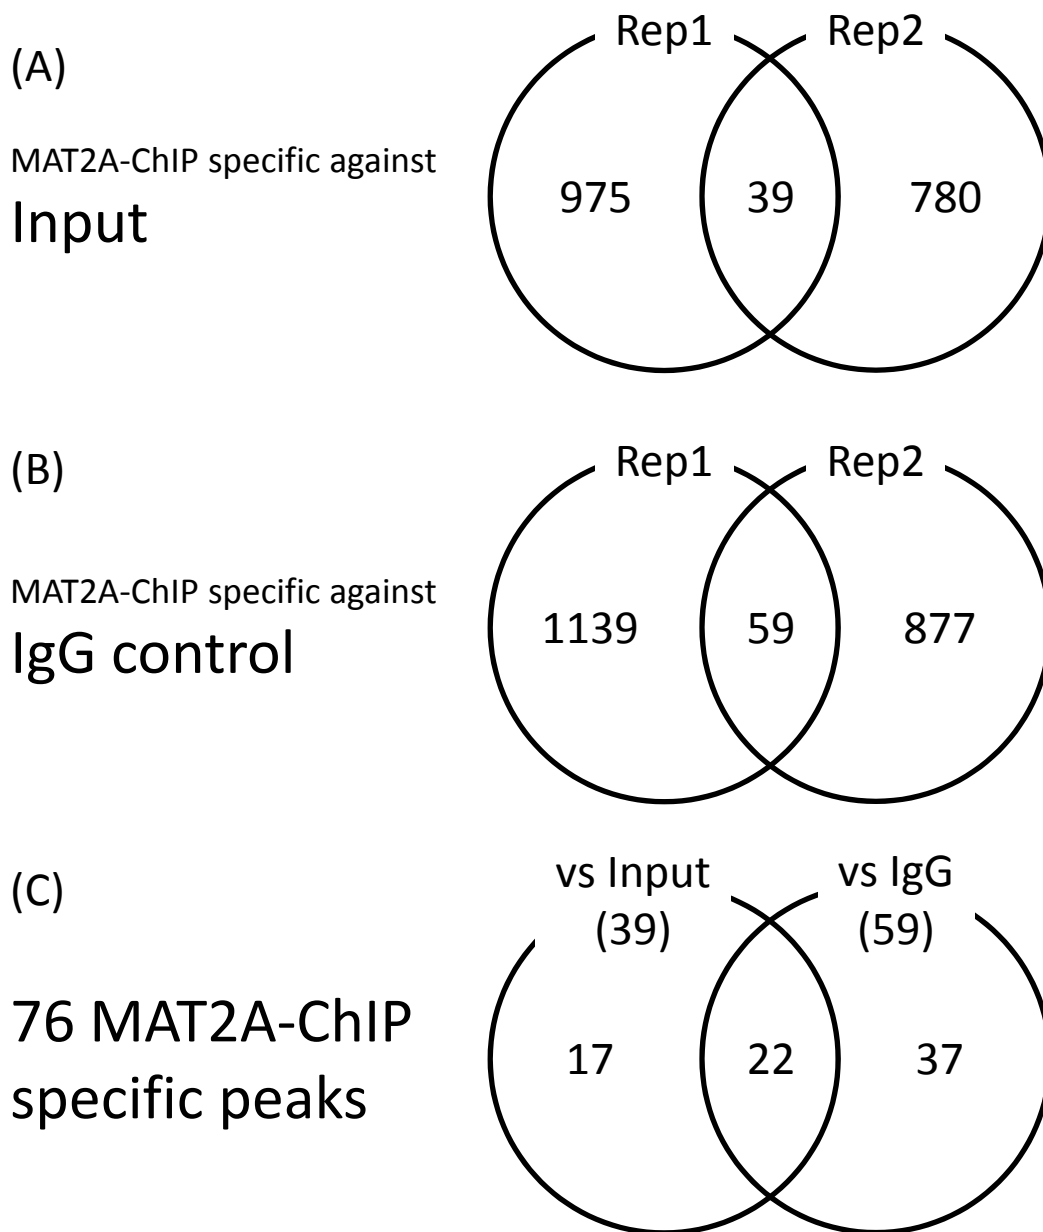 (A)
Rep1 Rep2
MAT2A-ChIP specific against
Input
975 39 780
(B)
Rep1 Rep2
MAT2A-ChIP specific against
IgG control
1139 59 877
(C)
vs Input vs IgG
(39) (59)
76 MAT2A-ChIP
specific peaks
17 22 37